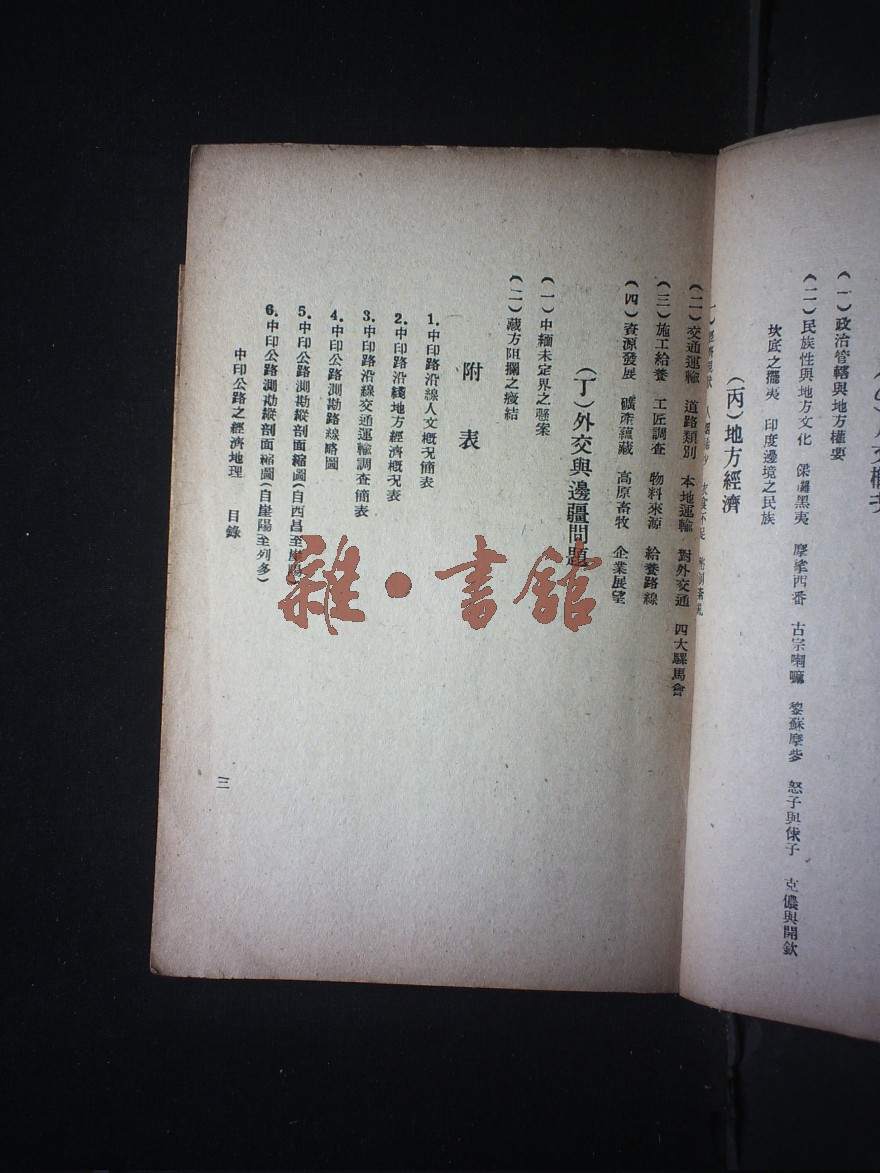 (一)政治管轄與地方權要
(二)民族性與地方文化　倮儸黑夷　摩挲西番　古宗喇嘛　黎蘇摩些　怒子與俅子　克儂與開欽
坎底之擺夷　印度邊境之民族
(丙)地方經濟
(二)交通運輸　道路類別　本地運輸　對外交通　四大騾馬會
(三)施工給養　工匠調查　物料來源　給養路線
(四)資源發展　礦產蘊藏　高原畜牧　企業展望
(丁)外交與邊疆問題
(一)中緬未定界之懸案
(二)藏方阻攔之癥結
附表
1.中印路沿線人文概況簡表
2.中印路沿綫地方經濟概况表
3.中印路沿線交通運輸調查簡表
4.中印公路測勘路線略圖
5.中印公路測勘縱剖面縮圖(自西昌至
6.中印公路測勘縱剖面縮圖(自崖陽至列多)
中印公路之經濟地理　目錄
三
雜·書館